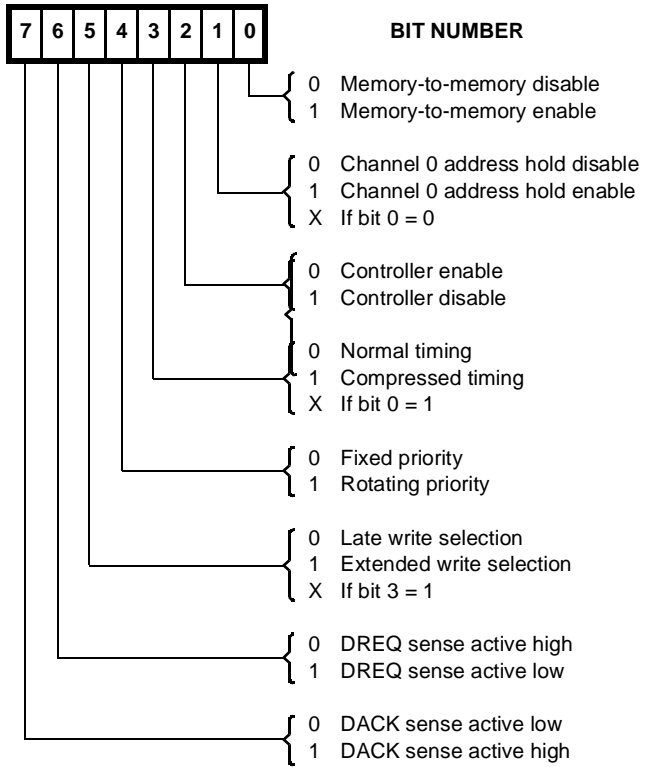 7 6 5 4 3 2 1 0 BIT NUMBER
0 Memory-to-memory disable
1 Memory-to-memory enable
0 Channel 0 address hold disable
1 Channel 0 address hold enable
X If bit 0 = 0
0 Controller enable
1 Controller disable
0 Normal timing
1 Compressed timing
X If bit 0 = 1
0 Fixed priority
1 Rotating priority
0 Late write selection
1 Extended write selection
X If bit 3 = 1
0 DREQ sense active high
1 DREQ sense active low
0 DACK sense active low
1 DACK sense active high